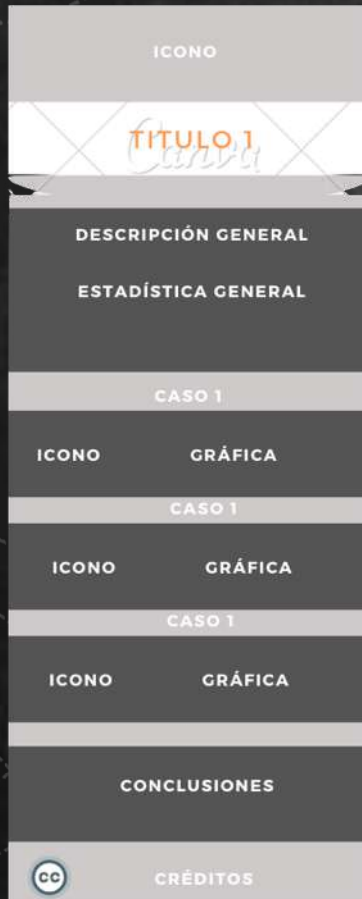 ICONO
TITULO 1
Canva
DESCRIPCIÓN GENERAL
ESTADÍSTICA GENERAL
CASO 1
ICONO GRÁFICA
CASO 1
ICONO GRÁFICA
CASO 1
ICONO GRÁFICA
CONCLUSIONES
cc CRÉDITOS